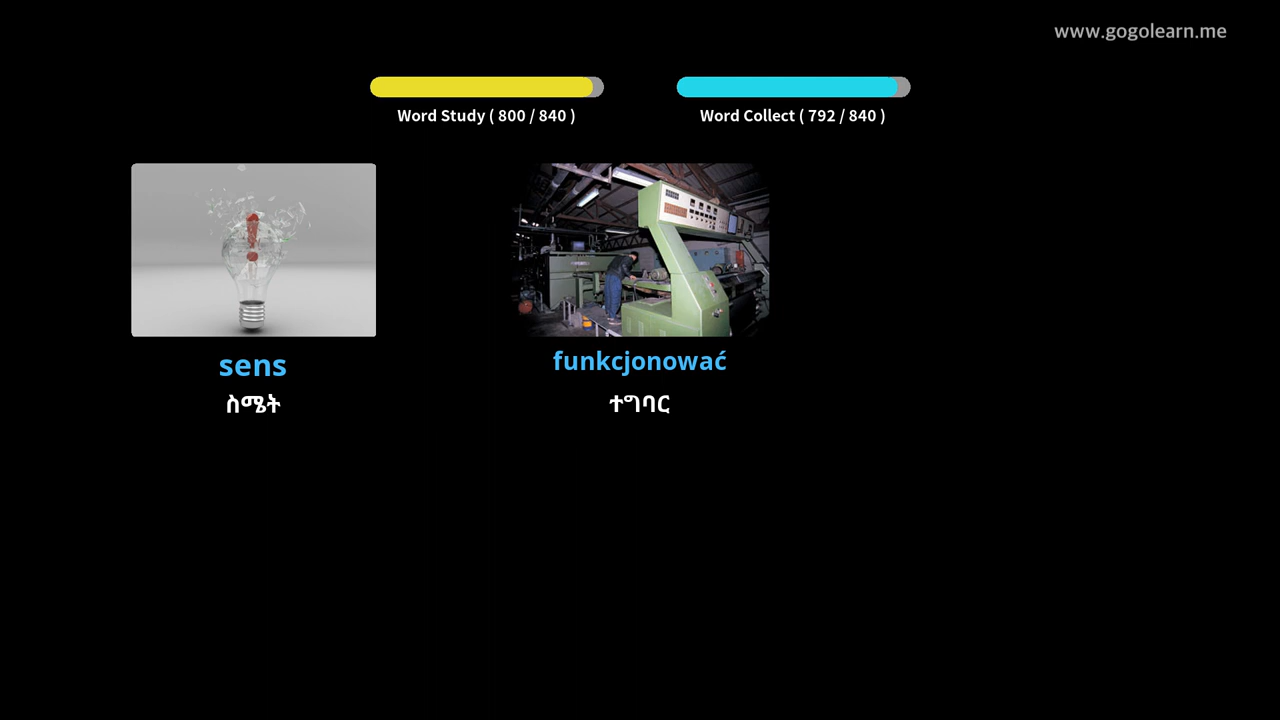 www.gogolearn.me
Word Study ( 800 / 840 )
Word Collect ( 792 / 840 )
sens
ስሜት
funkcjonować
ተግባር